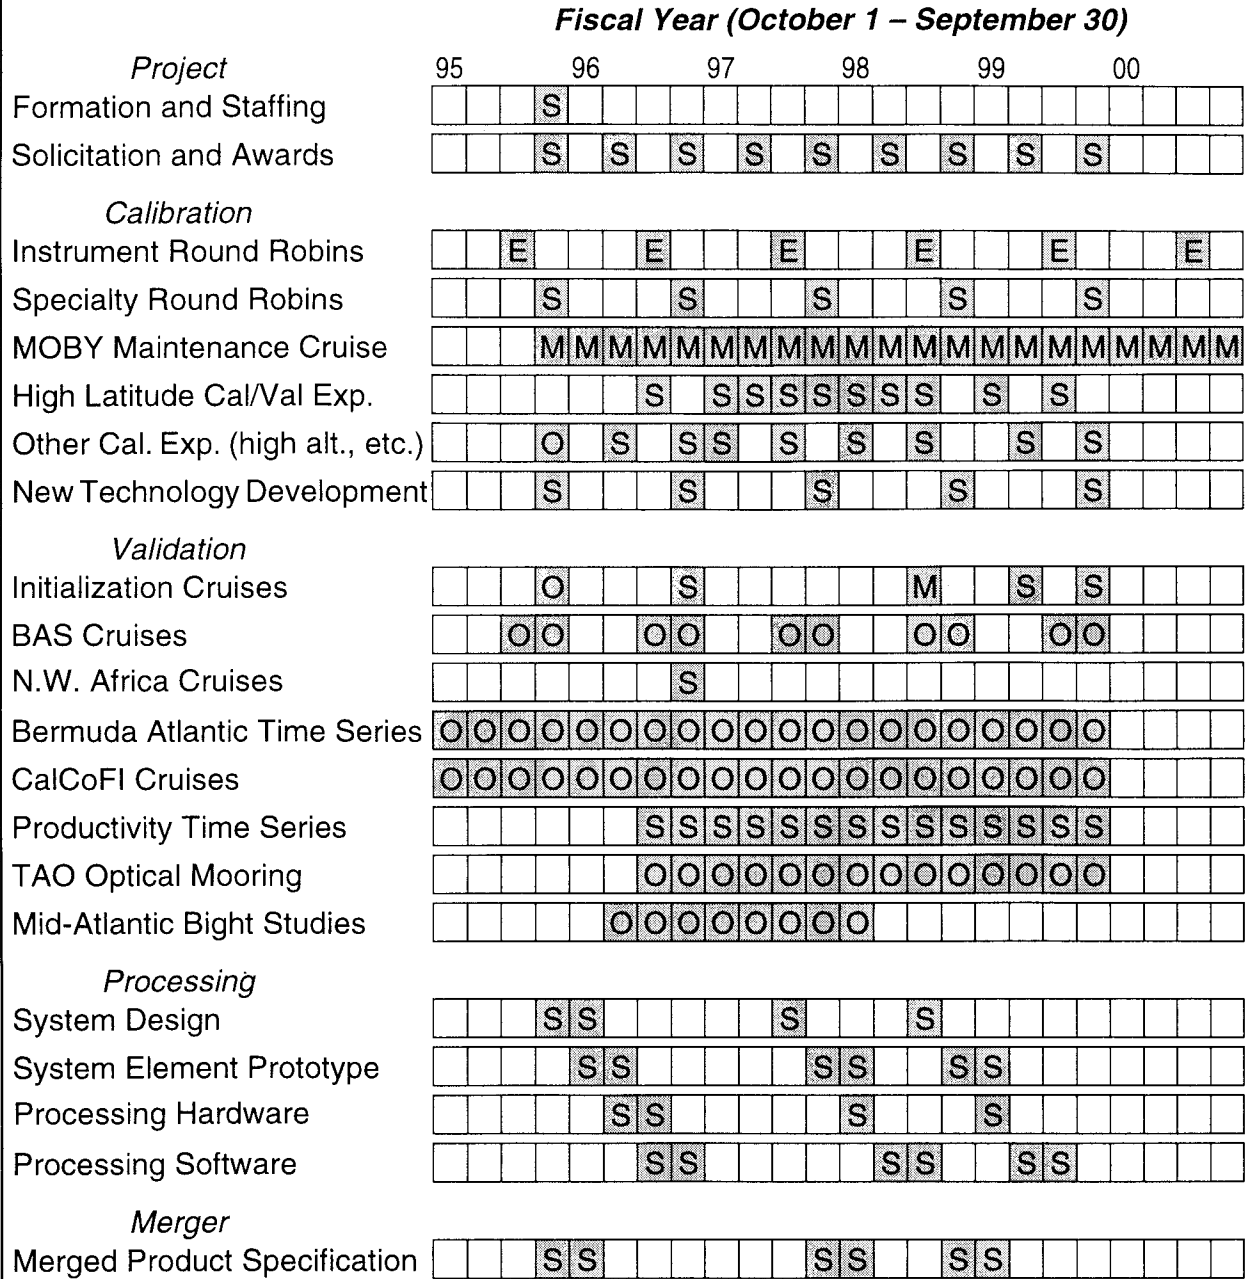 Fiscal Year (October 1 – September 30)
Project 95 96 97 98 99 00
Formation and Staffing S
Solicitation and Awards S S S S S S S S S
Calibration
Instrument Round Robins E E E E E E
Specialty Round Robins S S S S S
MOBY Maintenance Cruise M M M M M M M M M M M M M M M M M M M M M
High Latitude Cal/Val Exp. S S S S S S S S S S
Other Cal. Exp. (high alt., etc.) O S S S S S S S S
New Technology Development S S S S S
Validation
Initialization Cruises O S M S S
BAS Cruises O O O O O O O O O O
N.W. Africa Cruises S
Bermuda Atlantic Time Series O O O O O O O O O O O O O O O O O O O O
CalCoFI Cruises O O O O O O O O O O O O O O O O O O O O
Productivity Time Series S S S S S S S S S S S S S S
TAO Optical Mooring O O O O O O O O O O O O O O
Mid-Atlantic Bight Studies O O O O O O O O
Processing
System Design S S S S
System Element Prototype S S S S S S
Processing Hardware S S S S
Processing Software S S S S S S
Merger
Merged Product Specification S S S S S S